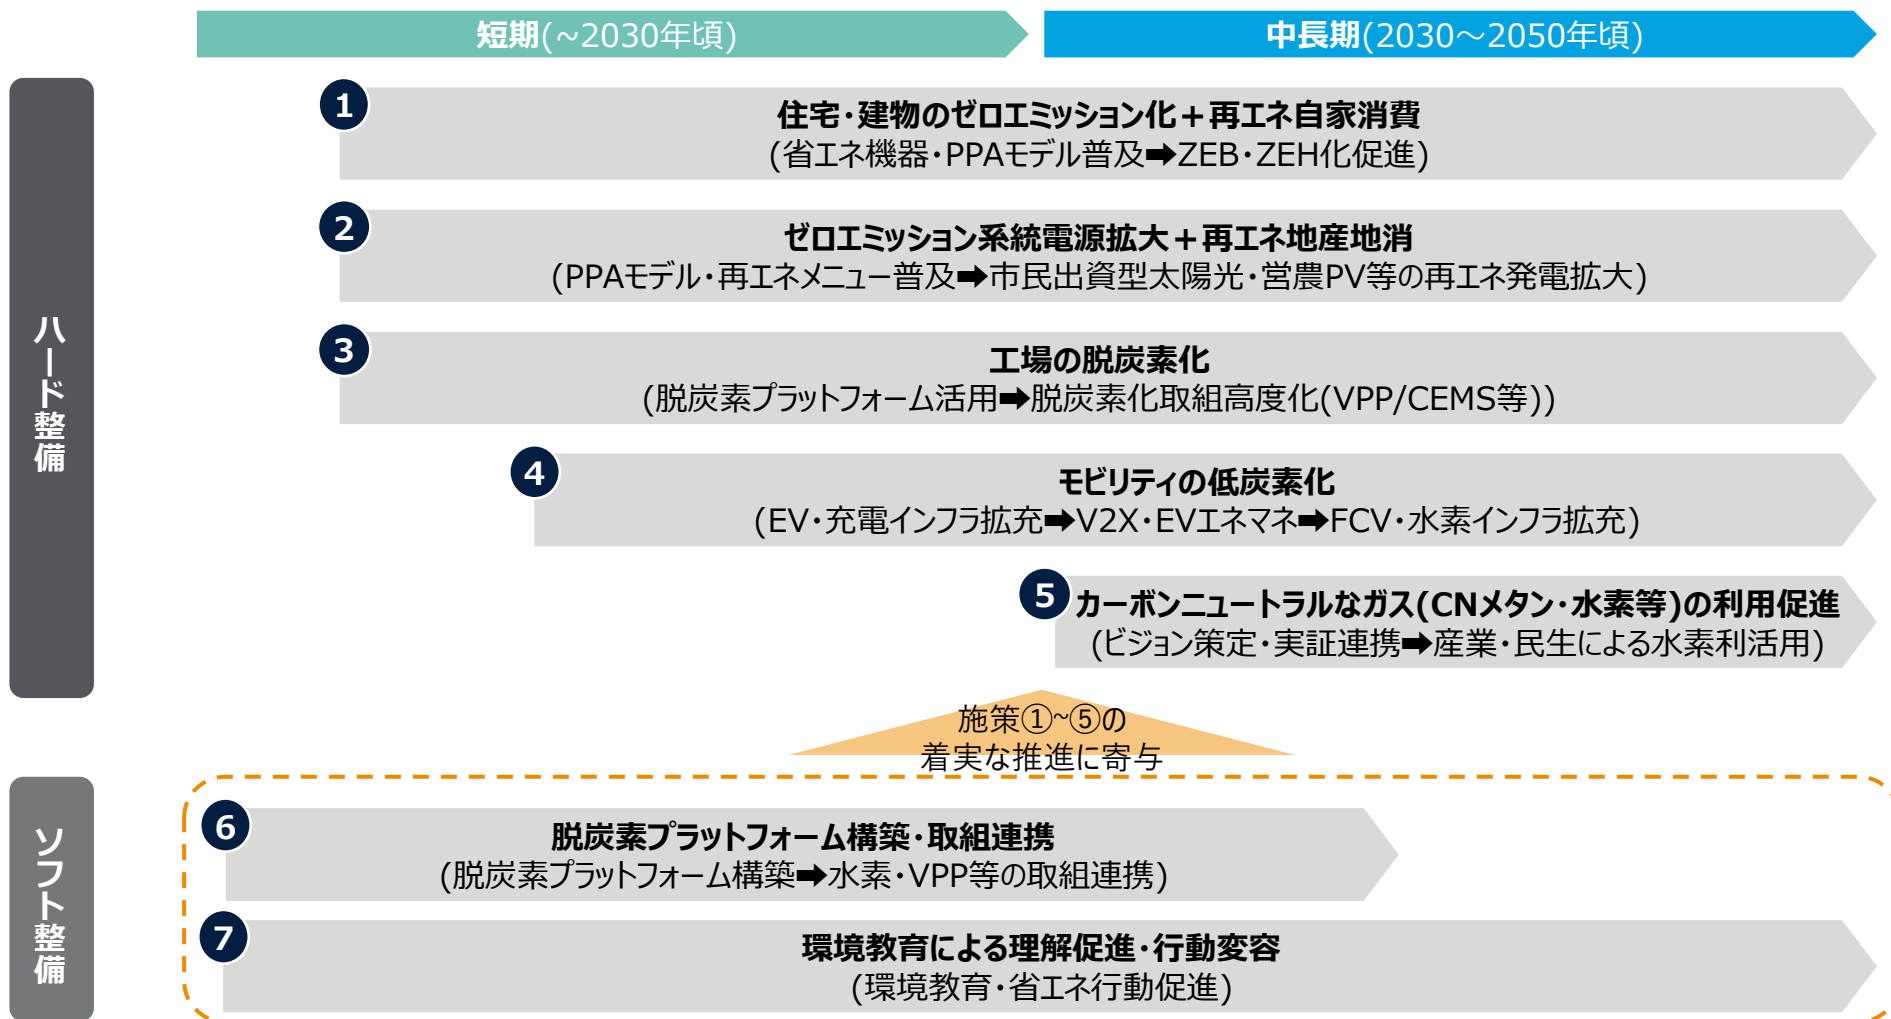 短期(~2030年頃)
中長期(2030～2050年頃)
ハード整備
1
住宅・建物のゼロエミッション化＋再エネ自家消費
(省エネ機器・PPAモデル普及➡ZEB・ZEH化促進)
2
ゼロエミッション系統電源拡大＋再エネ地産地消
(PPAモデル・再エネメニュー普及➡市民出資型太陽光・営農PV等の再エネ発電拡大)
3
工場の脱炭素化
(脱炭素プラットフォーム活用➡脱炭素化取組高度化(VPP/CEMS等))
4
モビリティの低炭素化
(EV・充電インフラ拡充➡V2X・EVエネマネ➡FCV・水素インフラ拡充)
5
カーボンニュートラルなガス(CNメタン・水素等)の利用促進
(ビジョン策定・実証連携➡産業・民生による水素利活用)
施策①~⑤の
着実な推進に寄与
ソフト整備
6
脱炭素プラットフォーム構築・取組連携
(脱炭素プラットフォーム構築➡水素・VPP等の取組連携)
7
環境教育による理解促進・行動変容
(環境教育・省エネ行動促進)